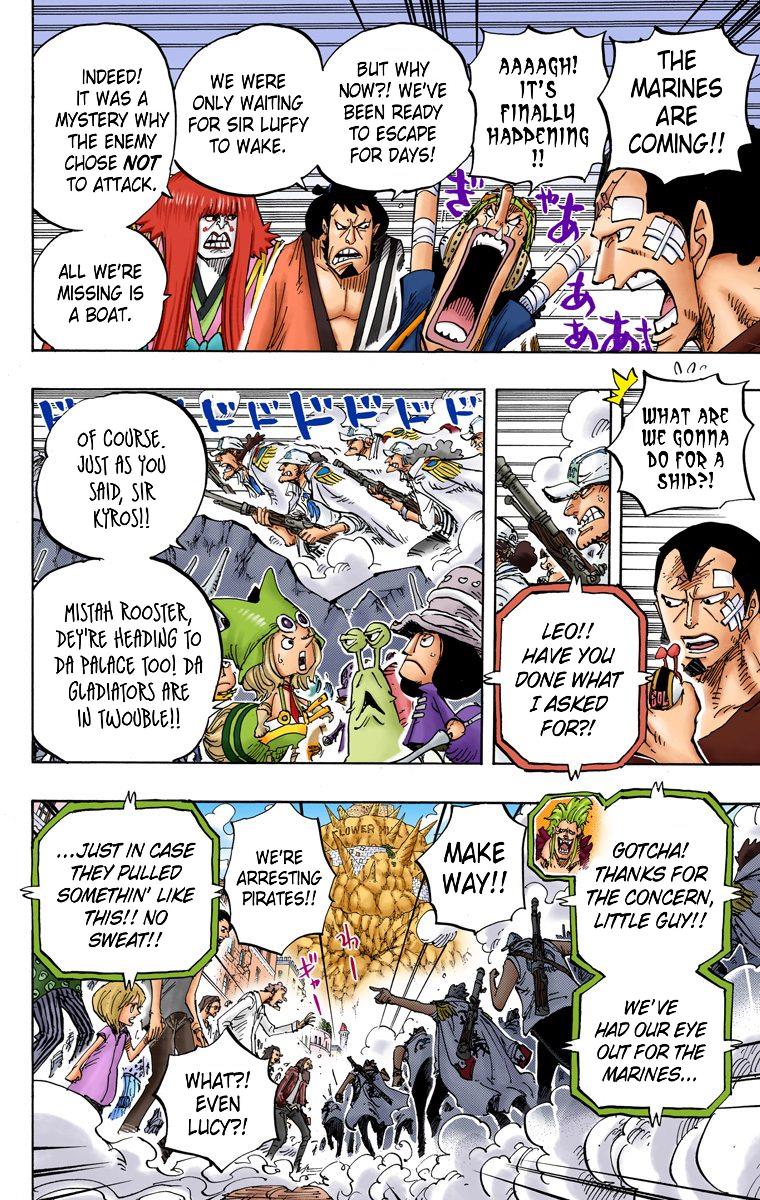 THE
MARINES
ARE
COMING!!
AAAAGH!
IT'S
FINALLY
HAPPENING
!!
BUT WHY
NOW?! WE'VE
BEEN READY
TO ESCAPE
FOR DAYS!
WE WERE
ONLY WAITING
FOR SIR LUFFY
TO WAKE.
INDEED!
IT WAS A
MYSTERY WHY
THE ENEMY
CHOSE NOT
TO ATTACK.
ALL WE'RE
MISSING IS
A BOAT.
ぎゃあああああ
WHAT ARE
WE GONNA
DO FOR A
SHIP?!
LEO!!
HAVE YOU
DONE WHAT
I ASKED
FOR?!
ドドドドドドド
OF COURSE.
JUST AS YOU
SAID, SIR
KYROS!!
MISTAH ROOSTER,
DEY'RE HEADING TO
DA PALACE TOO! DA
GLADIATORS ARE
IN TWOUBLE!!
GOTCHA!
THANKS FOR
THE CONCERN,
LITTLE GUY!!
WE'VE
HAD OUR EYE
OUT FOR THE
MARINES...
MAKE
WAY!!
WE'RE
ARRESTING
PIRATES!!
FLOWER
わー
ぎゃー
...JUST IN CASE
THEY PULLED
SOMETHIN' LIKE
THIS!! NO
SWEAT!!
WHAT?!
EVEN
LUCY?!